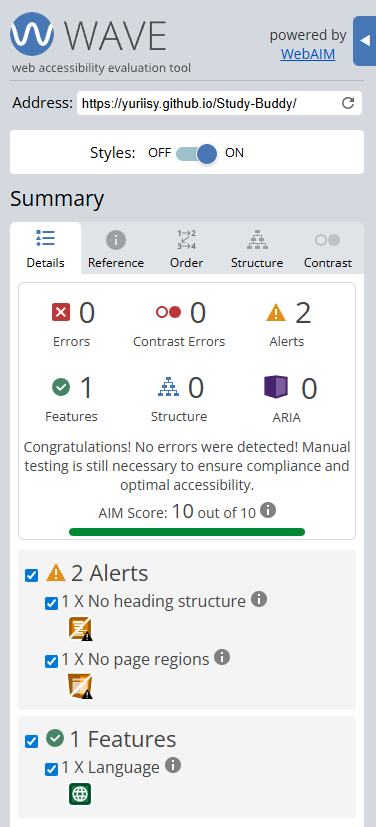 WAVE
web accessibility evaluation tool
powered by
WebAIM
Address: https://yuriisy.github.io/Study-Buddy/
Styles: OFF ON
Summary
Details Reference Order Structure Contrast
1→2
3→4
0 0 2
Errors Contrast Errors Alerts
1 0 0
Features Structure ARIA
Congratulations! No errors were detected! Manual
testing is still necessary to ensure compliance and
optimal accessibility.
AIM Score: 10 out of 10
2 Alerts
1 X No heading structure
1 X No page regions
1 Features
1 X Language